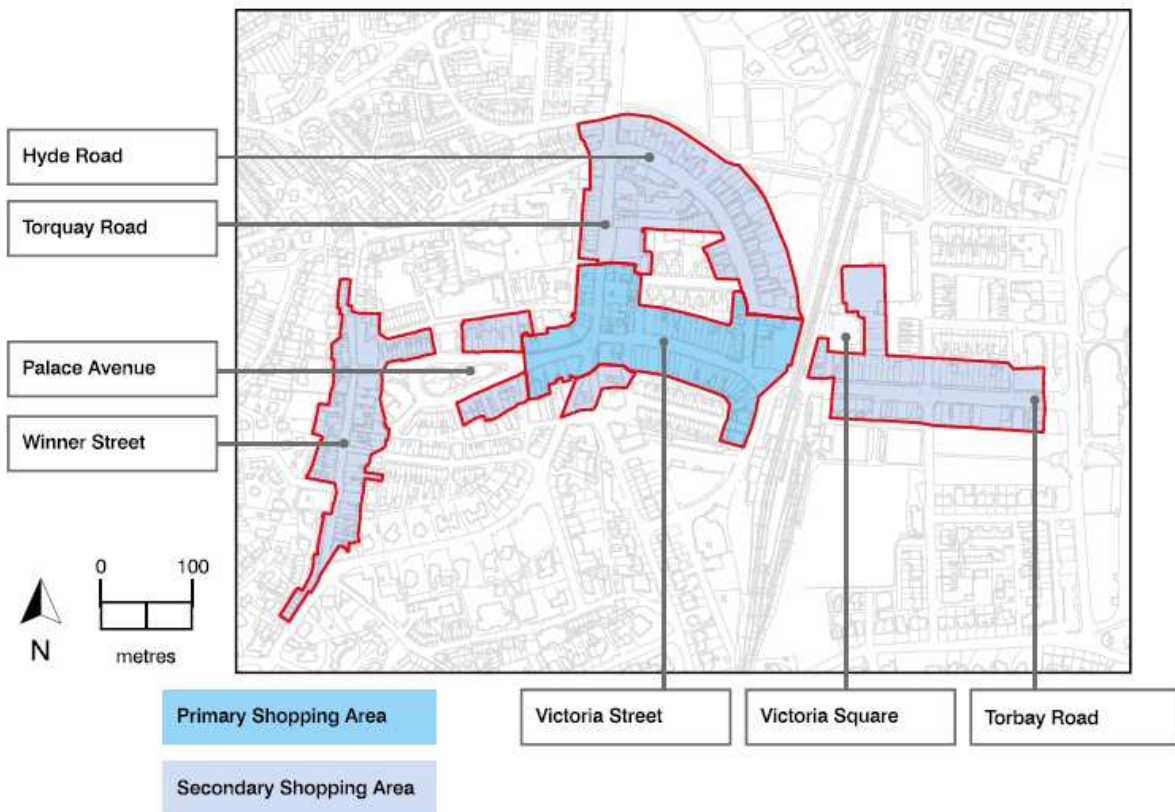 Hyde Road
Torquay Road
Palace Avenue
Winner Street
0 100
N
metres
Primary Shopping Area
Secondary Shopping Area
Victoria Street
Victoria Square
Torbay Road